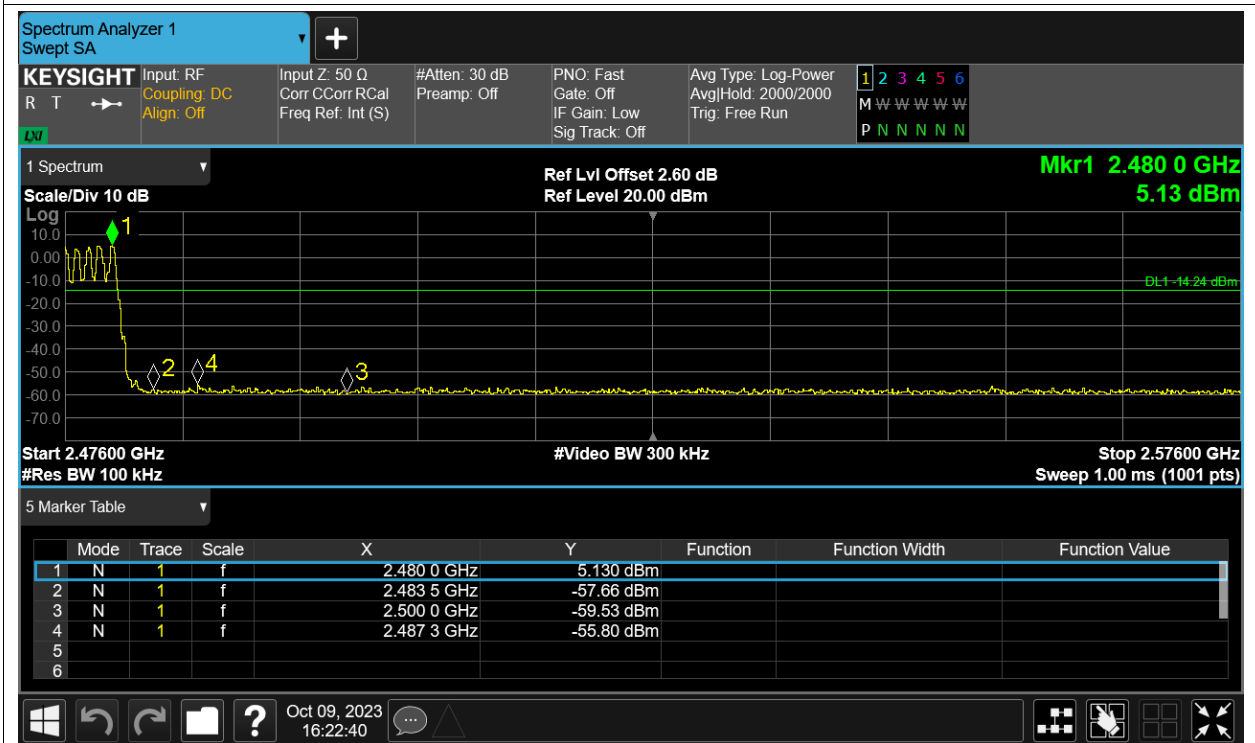 Spectrum Analyzer 1
Swept SA
KEYSIGHT Input: RF Input Z: 50 Ω #Atten: 30 dB PNO: Fast Avg Type: Log-Power 1 2 3 4 5 6
R T Coupling: DC Corr CCorr RCal Preamp: Off Gate: Off Avg|Hold: 2000/2000 M W W W W W W
Align: Off Freq Ref: Int (S) IF Gain: Low Trig: Free Run
LXI Sig Track: Off P N N N N N
1 Spectrum Ref Lvl Offset 2.60 dB Mkr1 2.480 0 GHz
Scale/Div 10 dB Ref Level 20.00 dBm 5.13 dBm
Log
1
10.0
0.00
-10.0
DL1 -14.24 dBm
-20.0
-30.0
-40.0
-50.0 2 4 3
-60.0
-70.0
Start 2.47600 GHz #Video BW 300 kHz Stop 2.57600 GHz
#Res BW 100 kHz Sweep 1.00 ms (1001 pts)
5 Marker Table
Mode Trace Scale X Y Function Function Width Function Value
1 N 1 f 2.480 0 GHz 5.130 dBm
2 N 1 f 2.483 5 GHz -57.66 dBm
3 N 1 f 2.500 0 GHz -59.53 dBm
4 N 1 f 2.487 3 GHz -55.80 dBm
5
6
? Oct 09, 2023
16:22:40